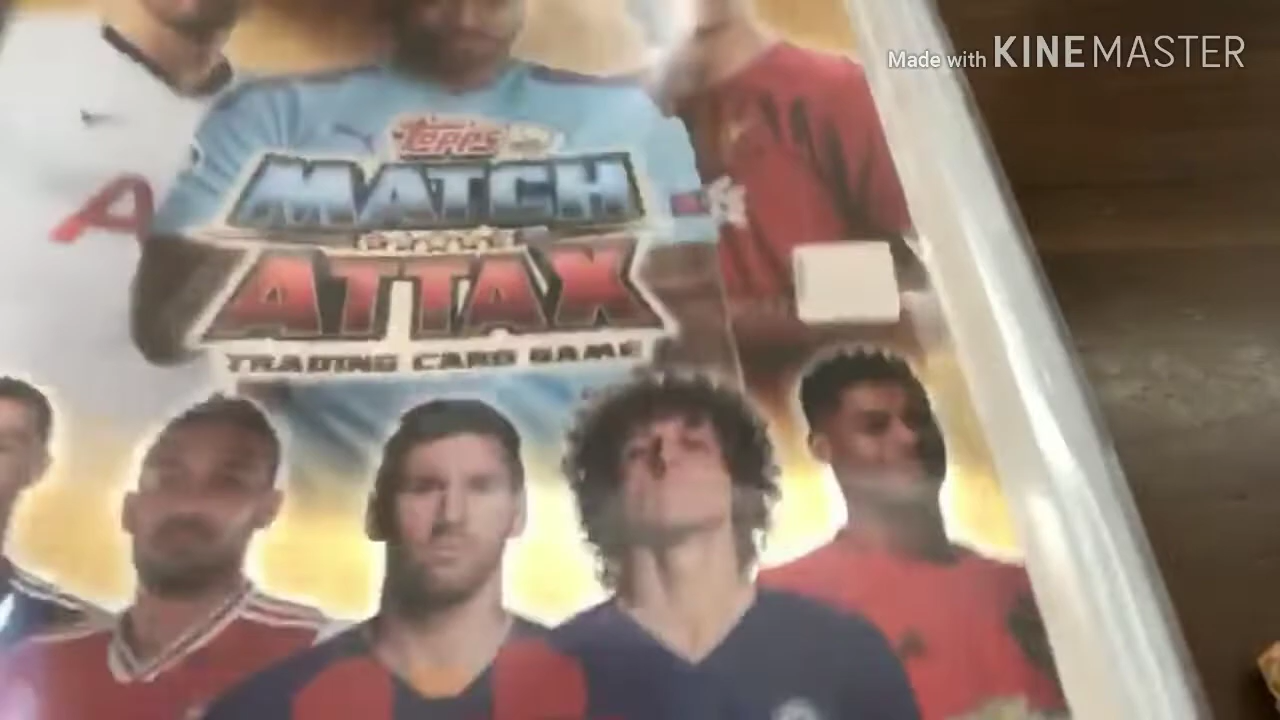 Made with KINEMASTER
Topps
MATCH
ATTAX
TRADING CARD GAME
A